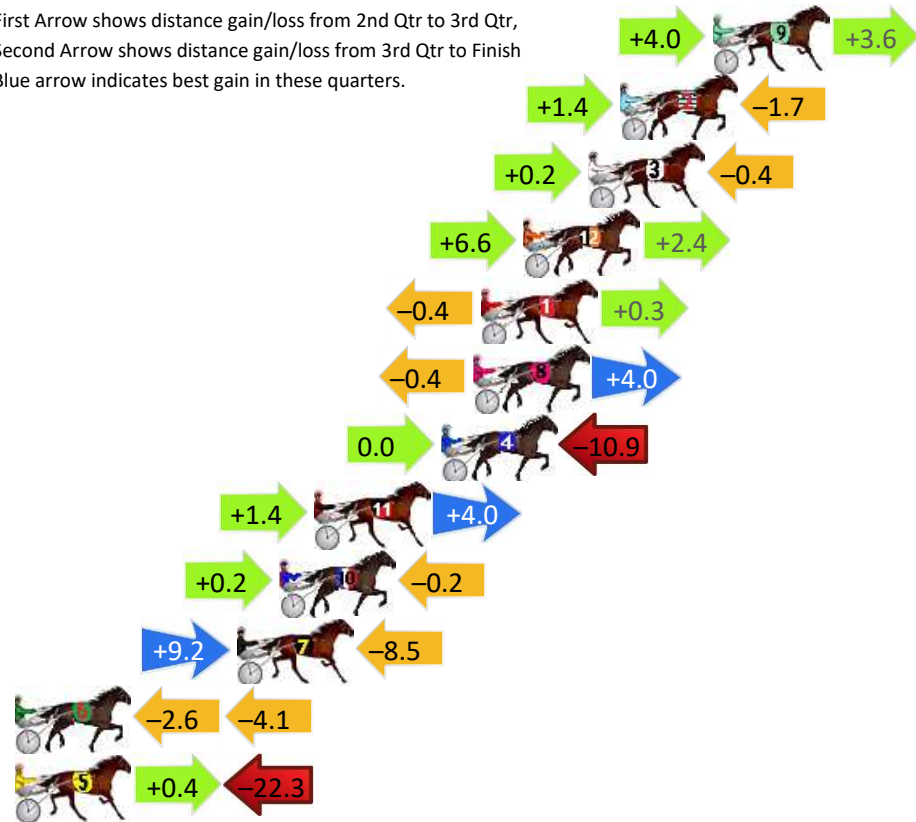 First Arrow shows distance gain/loss from 2nd Qtr to 3rd Qtr,
Second Arrow shows distance gain/loss from 3rd Qtr to Finish
Blue arrow indicates best gain in these quarters.
+4.0 9 +3.6
+1.4 2 –1.7
+0.2 3 –0.4
+6.6 12 +2.4
–0.4 1 +0.3
–0.4 8 +4.0
0.0 4 –10.9
+1.4 11 +4.0
+0.2 10 –0.2
+9.2 7 –8.5
6 –2.6 –4.1
5 +0.4 –22.3